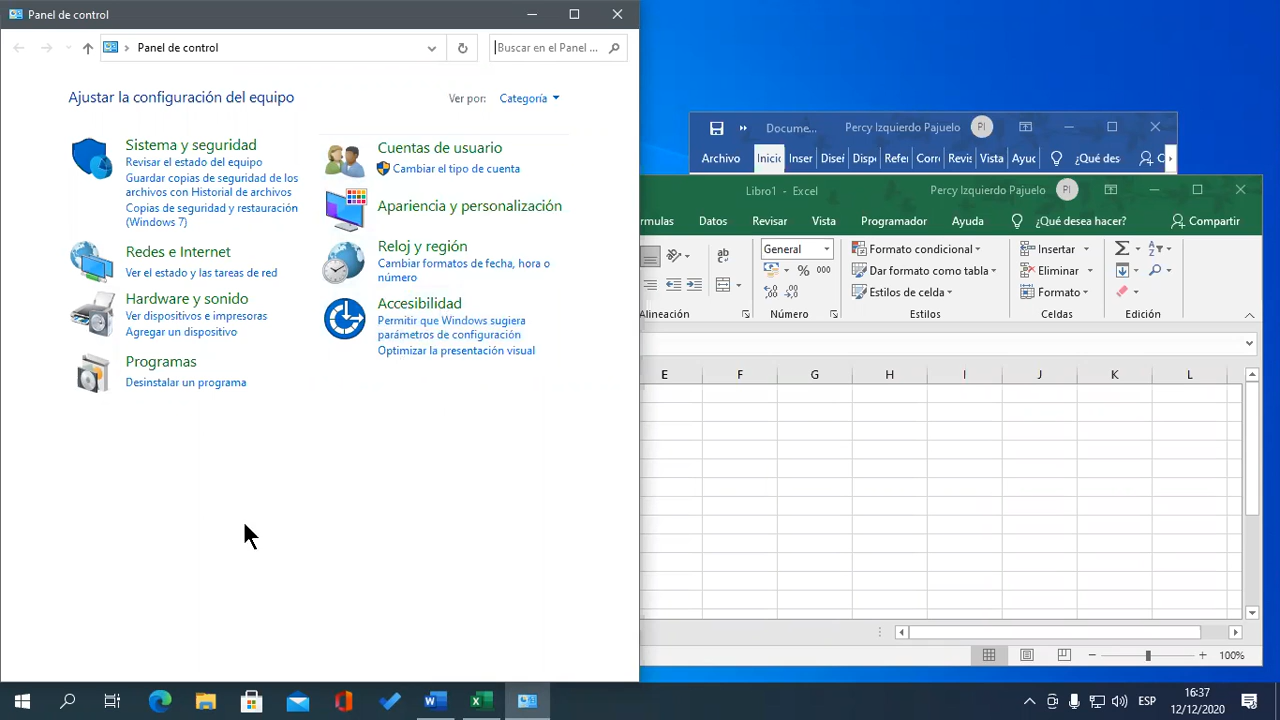 Panel de control
Panel de control
Buscar en el Panel ...
Ajustar la configuración del equipo
Ver por:
Categoría
Sistema y seguridad
Revisar el estado del equipo
Guardar copias de seguridad de los
archivos con Historial de archivos
Copias de seguridad y restauración
(Windows 7)
Redes e Internet
Ver el estado y las tareas de red
Hardware y sonido
Ver dispositivos e impresoras
Agregar un dispositivo
Programas
Desinstalar un programa
Cuentas de usuario
Cambiar el tipo de cuenta
Apariencia y personalización
Reloj y región
Cambiar formatos de fecha, hora o
número
Accesibilidad
Permitir que Windows sugiera
parámetros de configuración
Optimizar la presentación visual
Docume... Percy Izquierdo Pajuelo PI
Archivo Inicio Inser Diseñ Dispo Refer Corre Revis Vista Ayuc ¿Qué des C
Libro1 - Excel Percy Izquierdo Pajuelo PI
rmulas Datos Revisar Vista Programador Ayuda ¿Qué desea hacer? Compartir
ab
General Formato condicional Insertar
% 000 Dar formato como tabla Eliminar
Estilos de celda Formato
Alineación Número Estilos Celdas Edición
E F G H I J K L
100%
ESP
16:37
12/12/2020